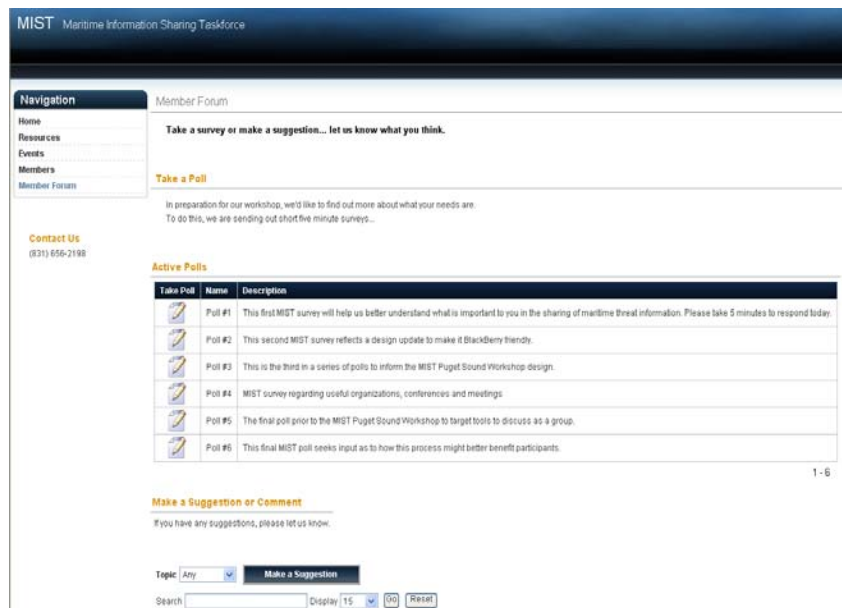 MIST Maritime Information Sharing Taskforce
Navigation
Home
Resources
Events
Members
Member Forum
Contact Us
(831) 656-2198
Member Forum
Take a survey or make a suggestion... let us know what you think.
Take a Poll
In preparation for our workshop, we'd like to find out more about what your needs are.
To do this, we are sending out short five minute surveys...
Active Polls
Take Poll Name Description
Poll #1 This first MIST survey will help us better understand what is important to you in the sharing of maritime threat information. Please take 5 minutes to respond today.
Poll #2 This second MIST survey reflects a design update to make it BlackBerry friendly.
Poll #3 This is the third in a series of polls to inform the MIST Puget Sound Workshop design.
Poll #4 MIST survey regarding useful organizations, conferences and meetings
Poll #5 The final poll prior to the MIST Puget Sound Workshop to target tools to discuss as a group.
Poll #6 This final MIST poll seeks input as to how this process might better benefit participants.
1 - 6
Make a Suggestion or Comment
If you have any suggestions, please let us know.
Topic Any Make a Suggestion
Search Display 15 Go Reset